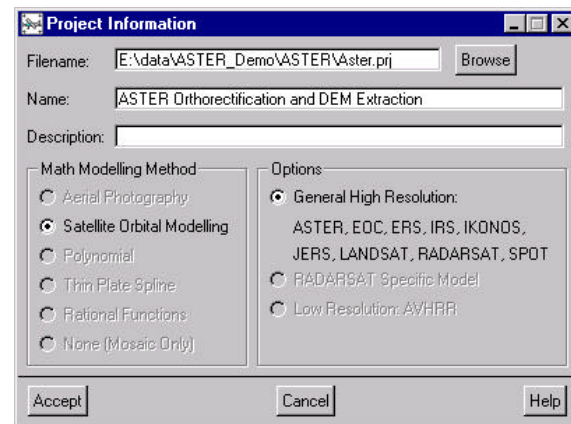 Project Information
Filename: E:\data\ASTER_Demo\ASTER\Aster.prj Browse
Name: ASTER Orthorectification and DEM Extraction
Description:
Math Modelling Method
Aerial Photography
Satellite Orbital Modelling
Polynomial
Thin Plate Spline
Rational Functions
None (Mosaic Only)
Options
General High Resolution:
ASTER, EOC, ERS, IRS, IKONOS,
JERS, LANDSAT, RADARSAT, SPOT
RADARSAT Specific Model
Low Resolution: AVHRR
Accept Cancel Help